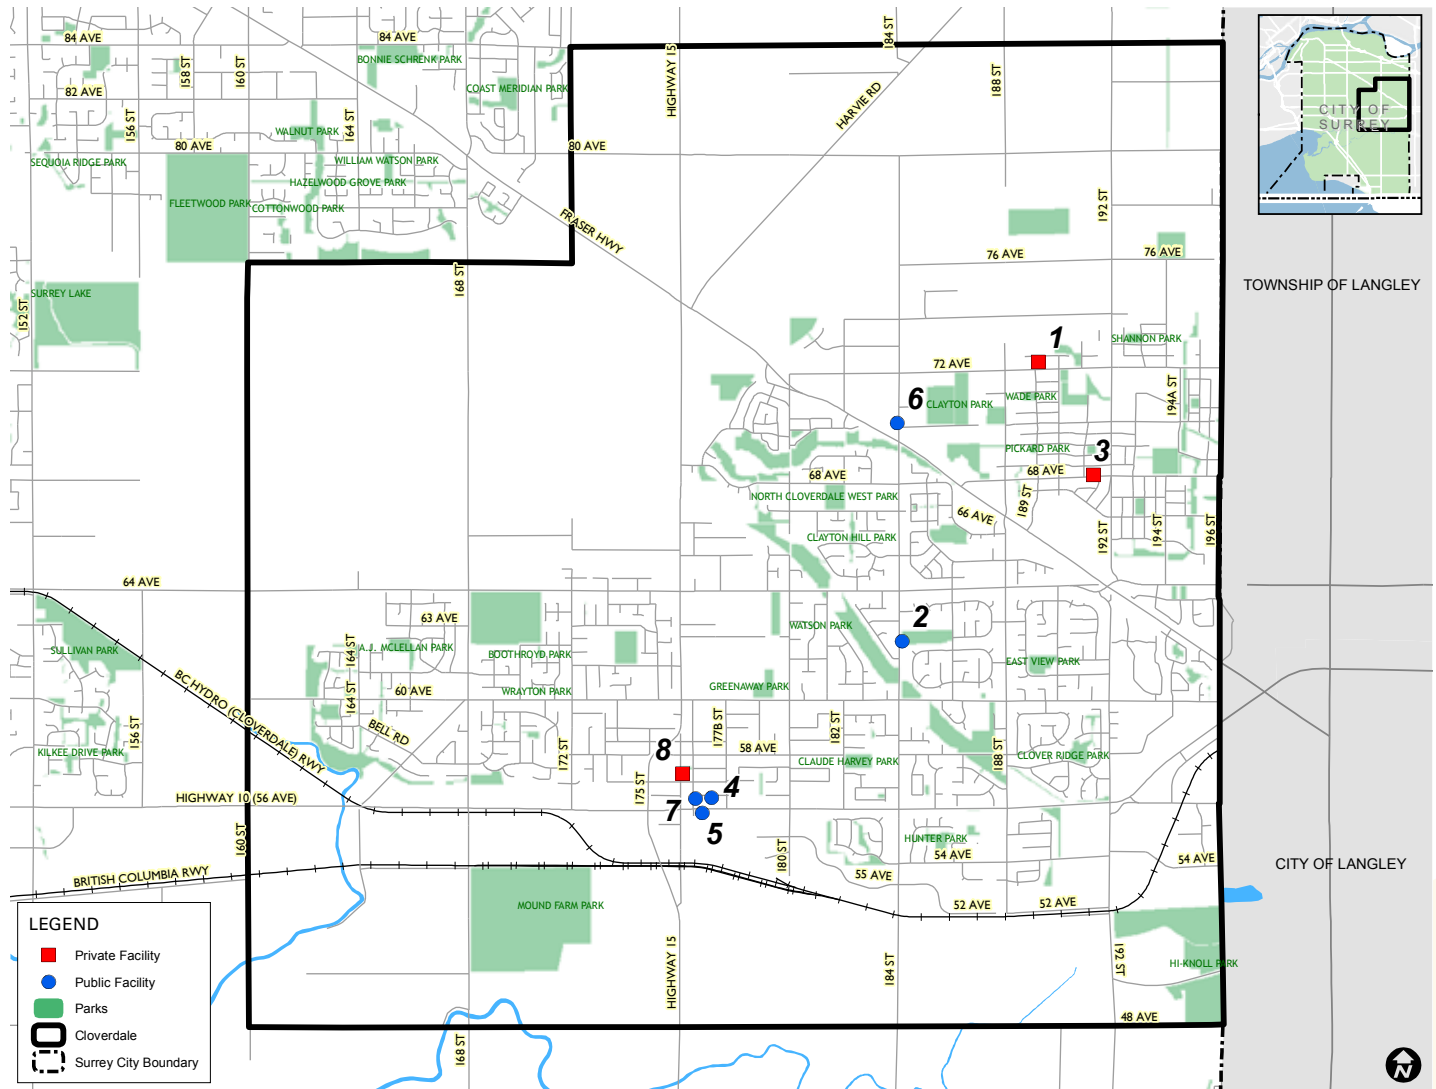 84 AVE
84 AVE
184 ST
BONNIE SCHRENK PARK
HIGHWAY 15
158 ST
160 ST
188 ST
82 AVE
COAST MERIDIAN PARK
HARVIE RD
CITY OF
SURREY
156 ST
164 ST
WALNUT PARK
80 AVE
80 AVE
SEQUOIA RIDGE PARK
WILLIAM WATSON PARK
HAZELWOOD GROVE PARK
FLEETWOOD PARK
COTTONWOOD PARK
192 ST
FRASER HWY
76 AVE
76 AVE
168 ST
TOWNSHIP OF LANGLEY
SURREY LAKE
152 ST
1
SHANNON PARK
72 AVE
WADE PARK
194A ST
6
CLAYTON PARK
PICKARD PARK
3
68 AVE
68 AVE
NORTH CLOVERDALE WEST PARK
189 ST
66 AVE
CLAYTON HILL PARK
192 ST
194 ST
196 ST
64 AVE
63 AVE
2
WATSON PARK
164 ST
A.J. MCLELLAN PARK
SULLIVAN PARK
BOOTHROYD PARK
EAST VIEW PARK
BC HYDRO (CLOVERDALE) RWY
164 ST
60 AVE
WRAYTON PARK
GREENAWAY PARK
156 ST
BELL RD
177B ST
182 ST
KILKEE DRIVE PARK
172 ST
8
58 AVE
188 ST
CLOVER RIDGE PARK
CLAUDE HARVEY PARK
175 ST
4
HIGHWAY 10 (56 AVE)
7
5
160 ST
HUNTER PARK
54 AVE
180 ST
54 AVE
CITY OF LANGLEY
BRITISH COLUMBIA RWY
55 AVE
MOUND FARM PARK
52 AVE
52 AVE
LEGEND
Private Facility
Public Facility
Parks
Cloverdale
Surrey City Boundary
HIGHWAY 15
184 ST
192 ST
HI-KNOLL PARK
48 AVE
168 ST
N